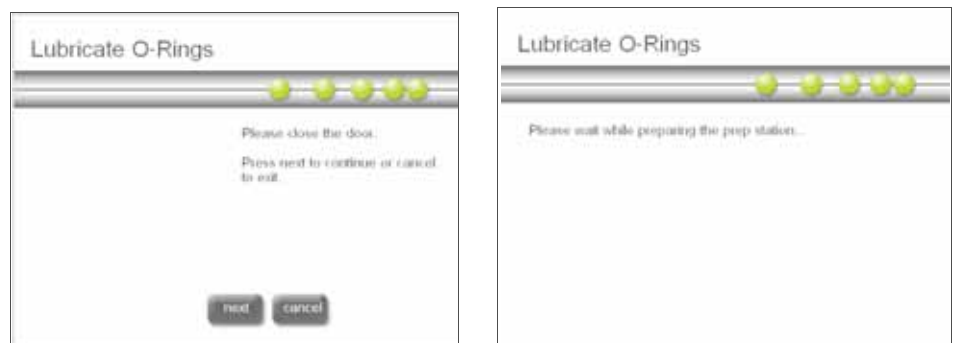 Lubricate O-Rings
Please close the door.
Press next to continue or cancel
to exit.
next
cancel
Lubricate O-Rings
Please wait while preparing the prep station...